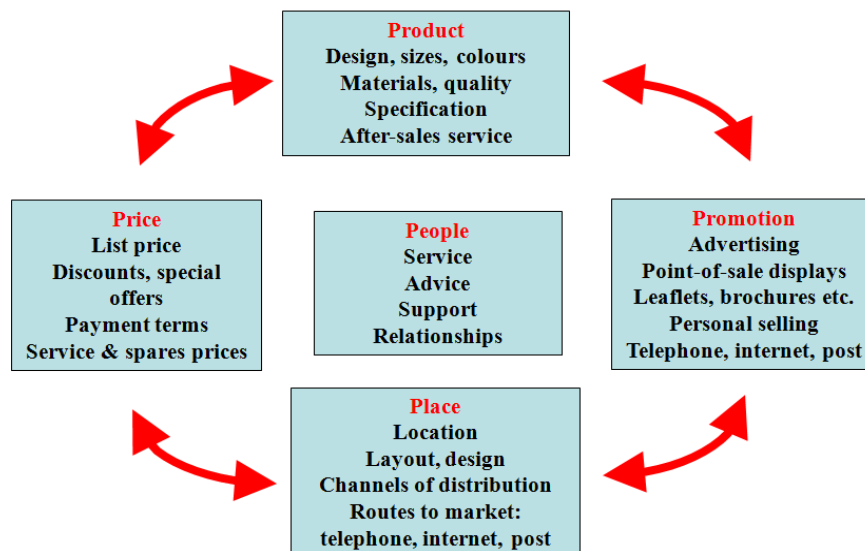 Product
Design, sizes, colours
Materials, quality
Specification
After-sales service
Price
List price
Discounts, special
offers
Payment terms
Service & spares prices
People
Service
Advice
Support
Relationships
Promotion
Advertising
Point-of-sale displays
Leaflets, brochures etc.
Personal selling
Telephone, internet, post
Place
Location
Layout, design
Channels of distribution
Routes to market:
telephone, internet, post